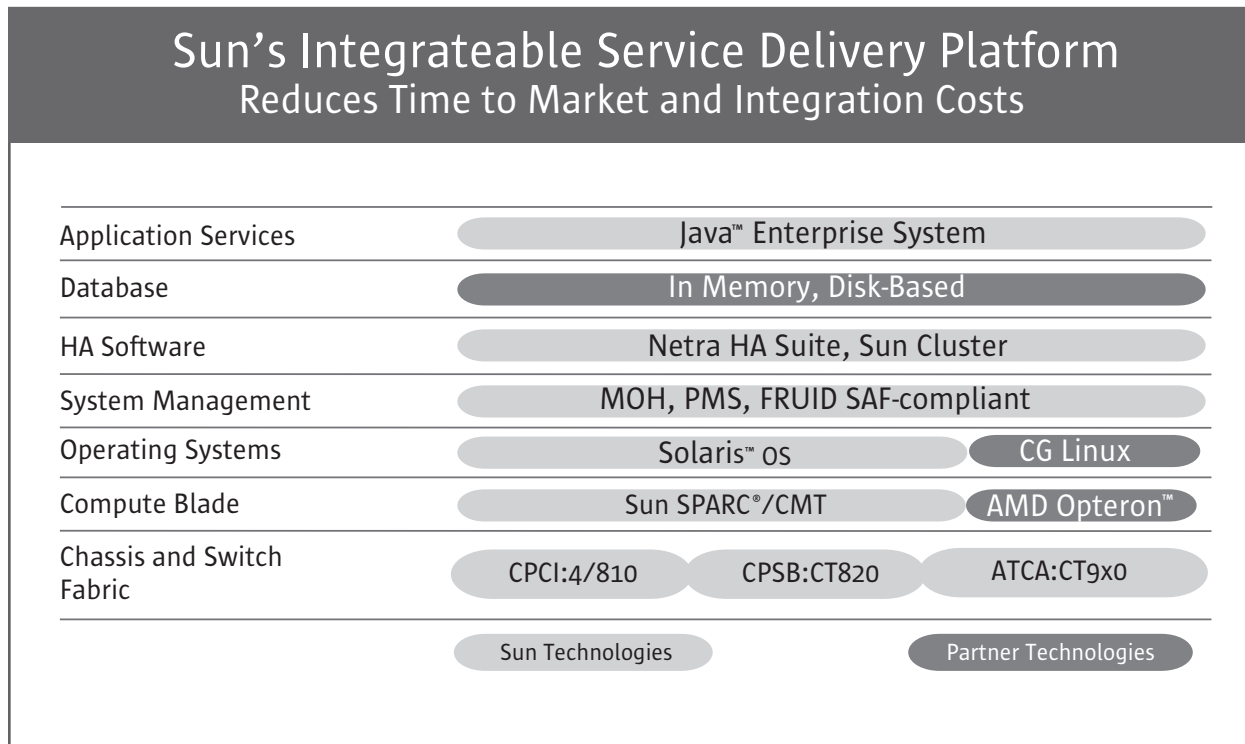 Sun’s Integrateable Service Delivery Platform
Reduces Time to Market and Integration Costs
Application Services
Java™ Enterprise System
Database
In Memory, Disk-Based
HA Software
Netra HA Suite, Sun Cluster
System Management
MOH, PMS, FRUID SAF-compliant
Operating Systems
Solaris™ OS
CG Linux
Compute Blade
Sun SPARC®/CMT
AMD Opteron™
Chassis and Switch
Fabric
CPCI:4/810
CPSB:CT820
ATCA:CT9x0
Sun Technologies
Partner Technologies